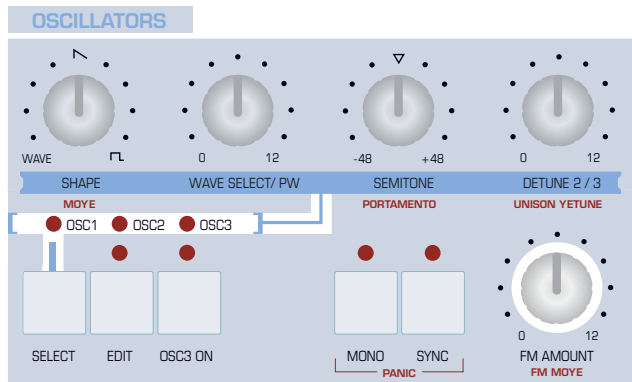 OSCILLATORS
WAVE
0 12
-48 +48
0 12
SHAPE WAVE SELECT/ PW SEMITONE DETUNE 2 / 3
MOYE PORTAMENTO UNISON YETUNE
OSC1 OSC2 OSC3
0 12
SELECT EDIT OSC3 ON MONO SYNC FM AMOUNT
PANIC FM MOYE